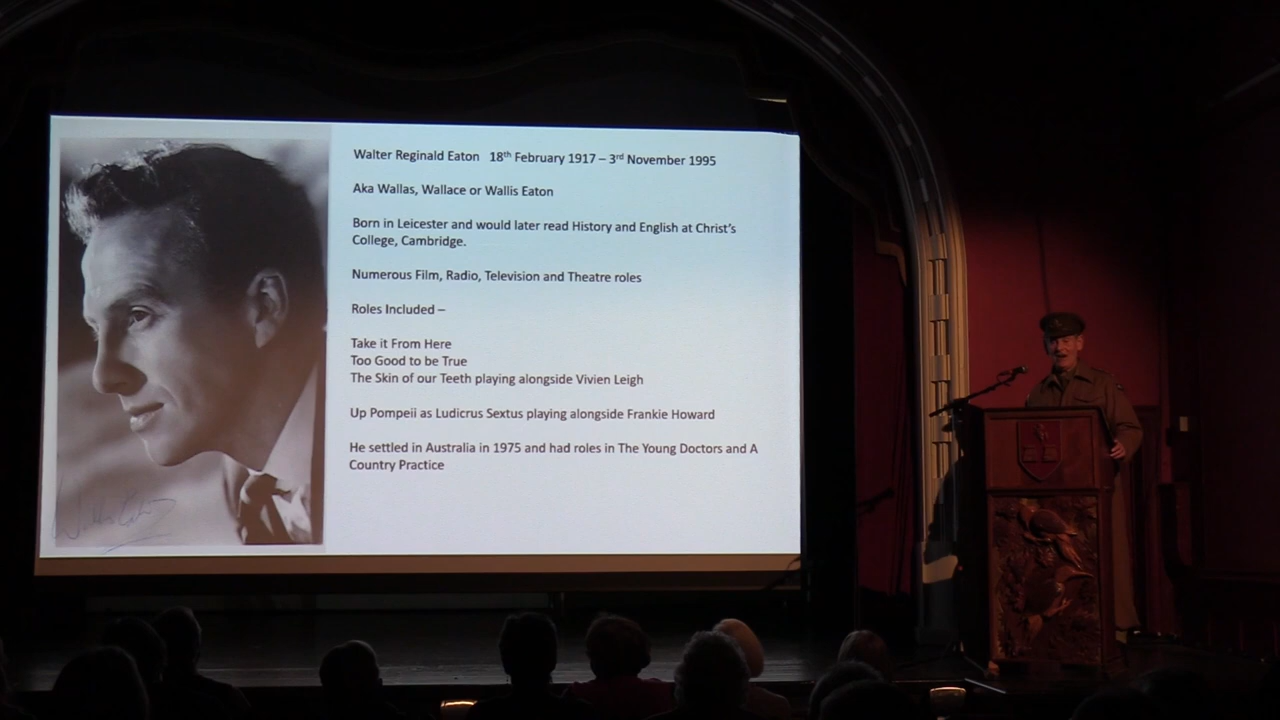 Walter Reginald Eaton 18th February 1917 – 3rd November 1995
Aka Wallas, Wallace or Wallis Eaton
Born in Leicester and would later read History and English at Christ's
College, Cambridge.
Numerous Film, Radio, Television and Theatre roles
Roles Included –
Take it From Here
Too Good to be True
The Skin of our Teeth playing alongside Vivien Leigh
Up Pompeii as Ludicrus Sextus playing alongside Frankie Howard
He settled in Australia in 1975 and had roles in The Young Doctors and A
Country Practice
Wallis Eaton